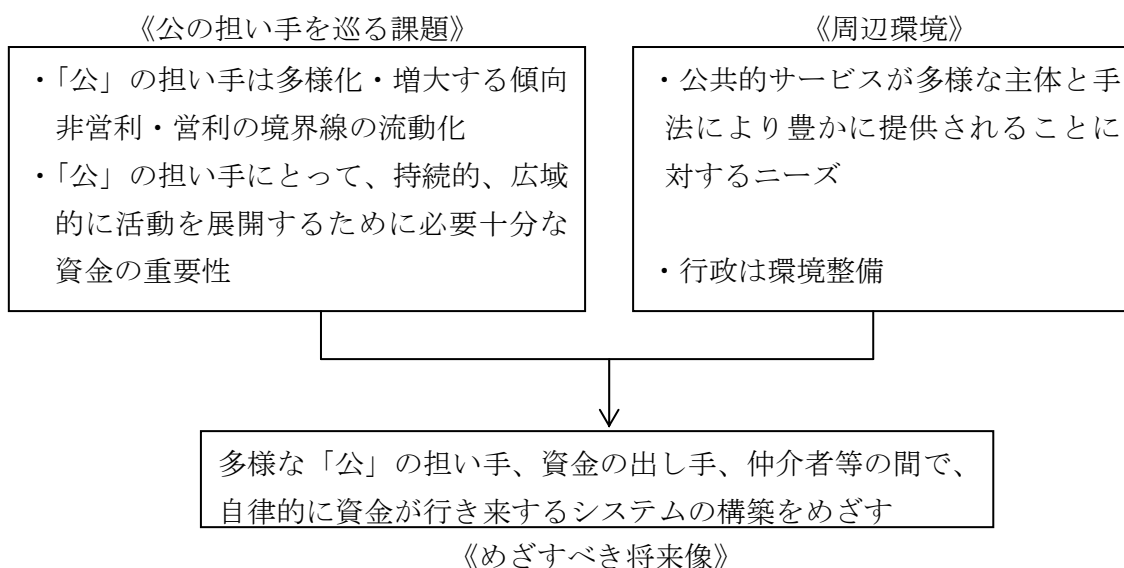 《公の担い手を巡る課題》
・「公」の担い手は多様化・増大する傾向
非営利・営利の境界線の流動化
・「公」の担い手にとって、持続的、広域
的に活動を展開するために必要十分な
資金の重要性
《周辺環境》
・公共的サービスが多様な主体と手
法により豊かに提供されることに
対するニーズ
・行政は環境整備
多様な「公」の担い手、資金の出し手、仲介者等の間で、
自律的に資金が行き来するシステムの構築をめざす
《めざすべき将来像》